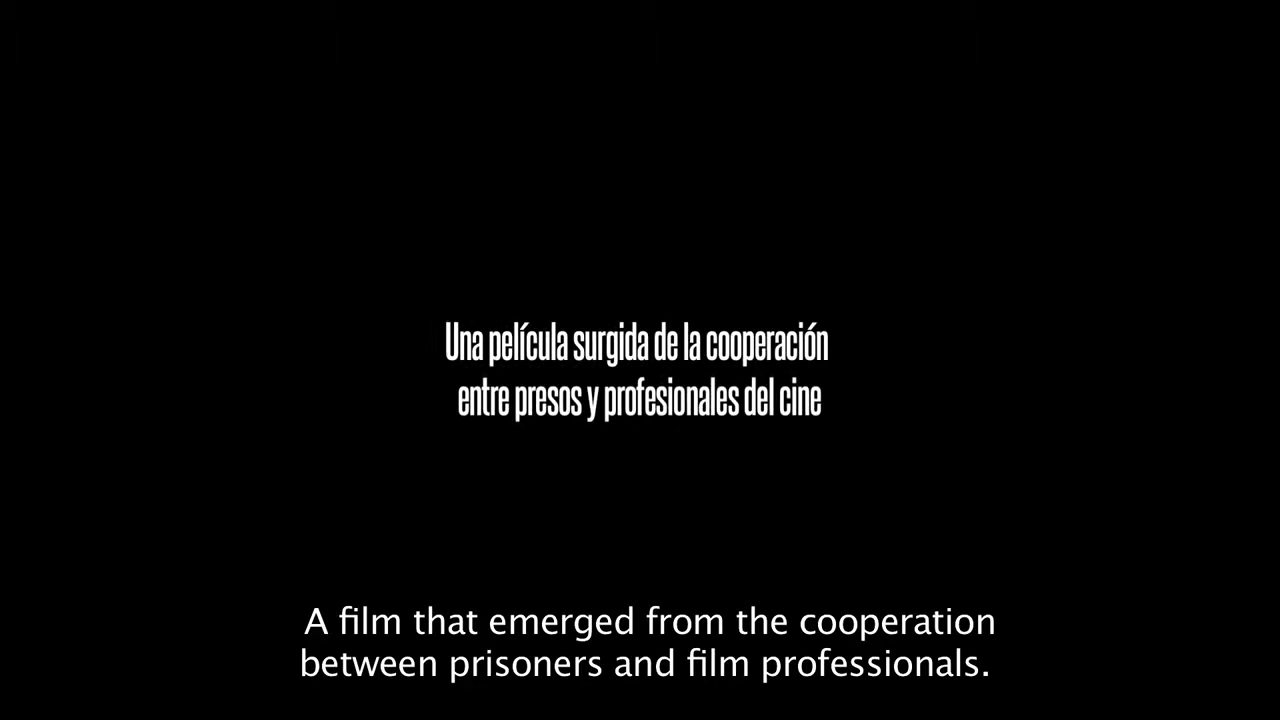 Una película surgida de la cooperación
entre presos y profesionales del cine
A film that emerged from the cooperation
between prisoners and film professionals.